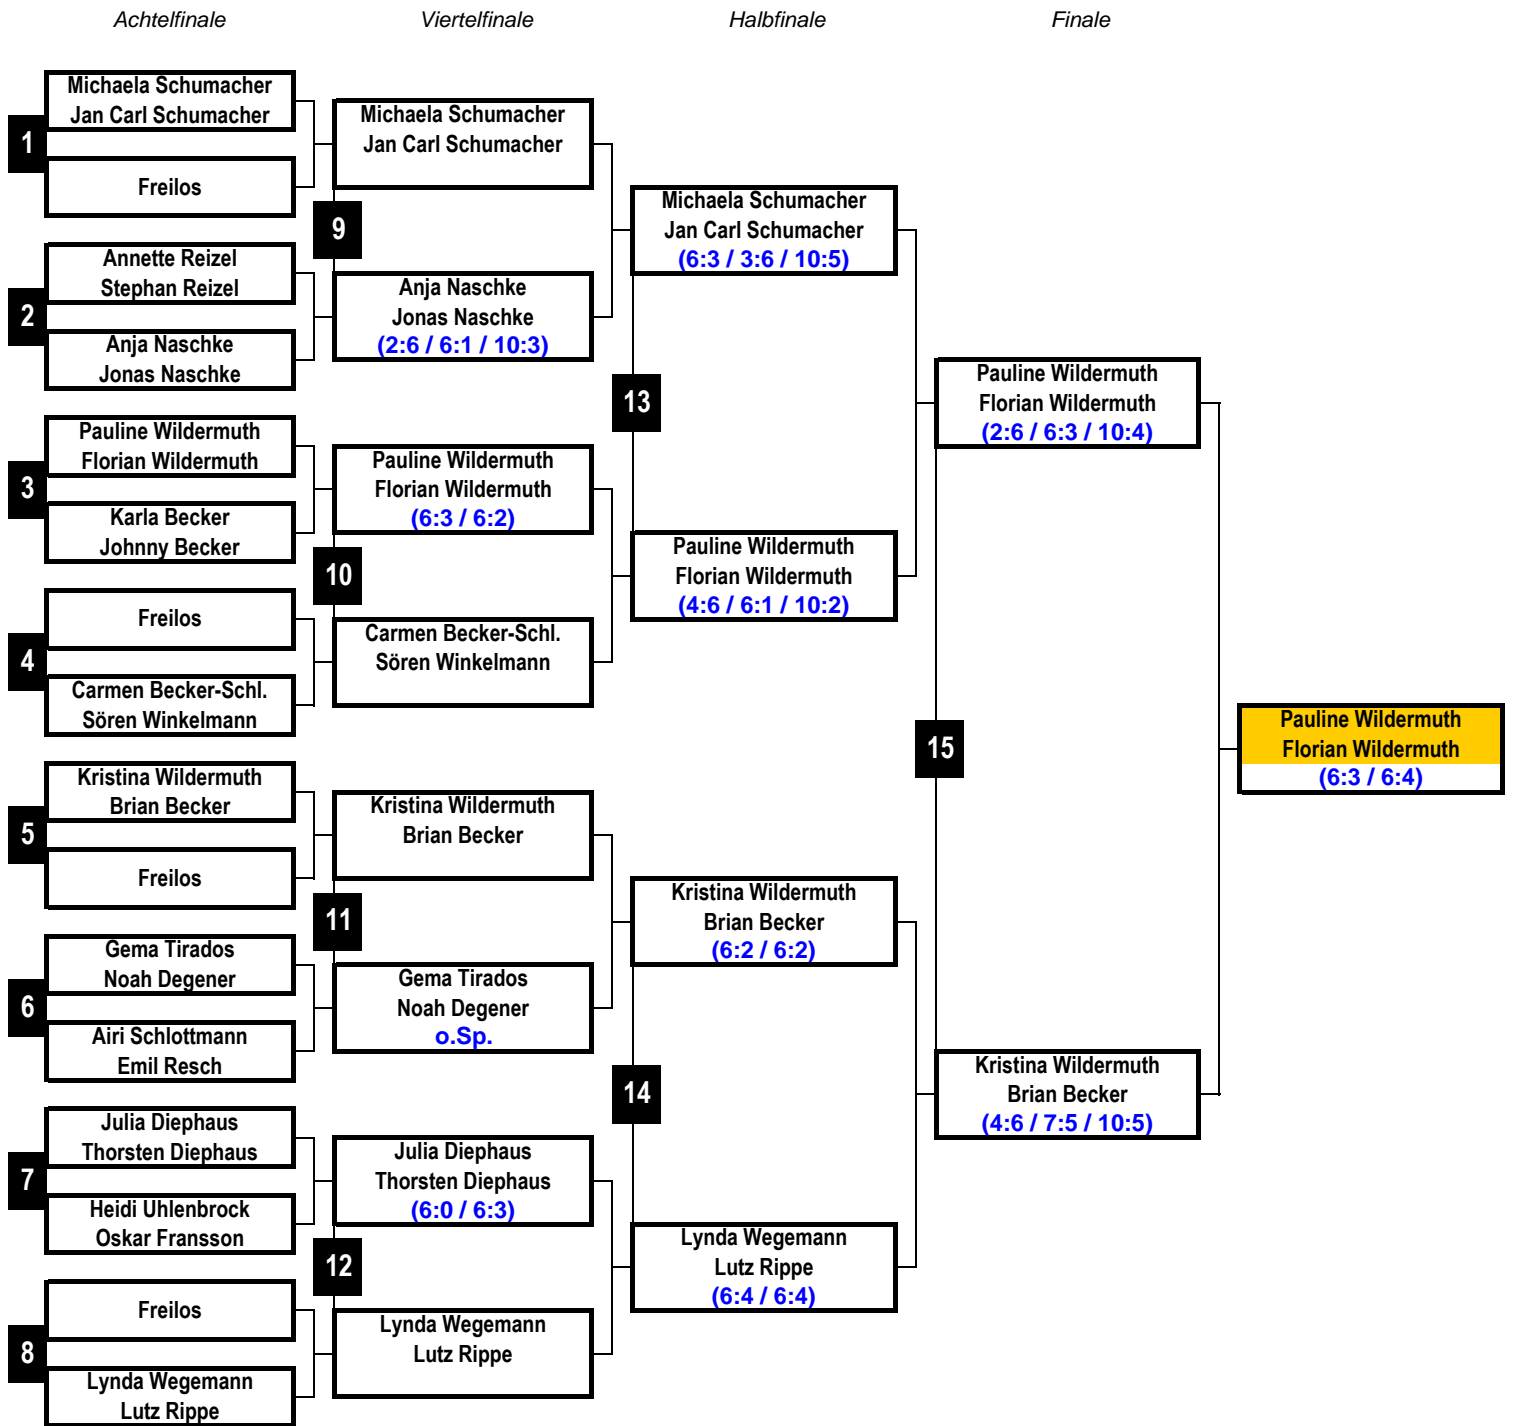 Achtelfinale
Viertelfinale
Halbfinale
Finale
1
Michaela Schumacher
Jan Carl Schumacher
Freilos
2
Annette Reizel
Stephan Reizel
Anja Naschke
Jonas Naschke
3
Pauline Wildermuth
Florian Wildermuth
Karla Becker
Johnny Becker
4
Freilos
Carmen Becker-Schl.
Sören Winkelmann
5
Kristina Wildermuth
Brian Becker
Freilos
6
Gema Tirados
Noah Degener
Airi Schlottmann
Emil Resch
7
Julia Diephaus
Thorsten Diephaus
Heidi Uhlenbrock
Oskar Fransson
8
Freilos
Lynda Wegemann
Lutz Rippe
Michaela Schumacher
Jan Carl Schumacher
9
Anja Naschke
Jonas Naschke
(2:6 / 6:1 / 10:3)
Pauline Wildermuth
Florian Wildermuth
(6:3 / 6:2)
10
Carmen Becker-Schl.
Sören Winkelmann
Kristina Wildermuth
Brian Becker
11
Gema Tirados
Noah Degener
o.Sp.
Julia Diephaus
Thorsten Diephaus
(6:0 / 6:3)
12
Lynda Wegemann
Lutz Rippe
Michaela Schumacher
Jan Carl Schumacher
(6:3 / 3:6 / 10:5)
13
Pauline Wildermuth
Florian Wildermuth
(4:6 / 6:1 / 10:2)
Kristina Wildermuth
Brian Becker
(6:2 / 6:2)
14
Lynda Wegemann
Lutz Rippe
(6:4 / 6:4)
Pauline Wildermuth
Florian Wildermuth
(2:6 / 6:3 / 10:4)
15
Kristina Wildermuth
Brian Becker
(4:6 / 7:5 / 10:5)
Pauline Wildermuth
Florian Wildermuth
(6:3 / 6:4)